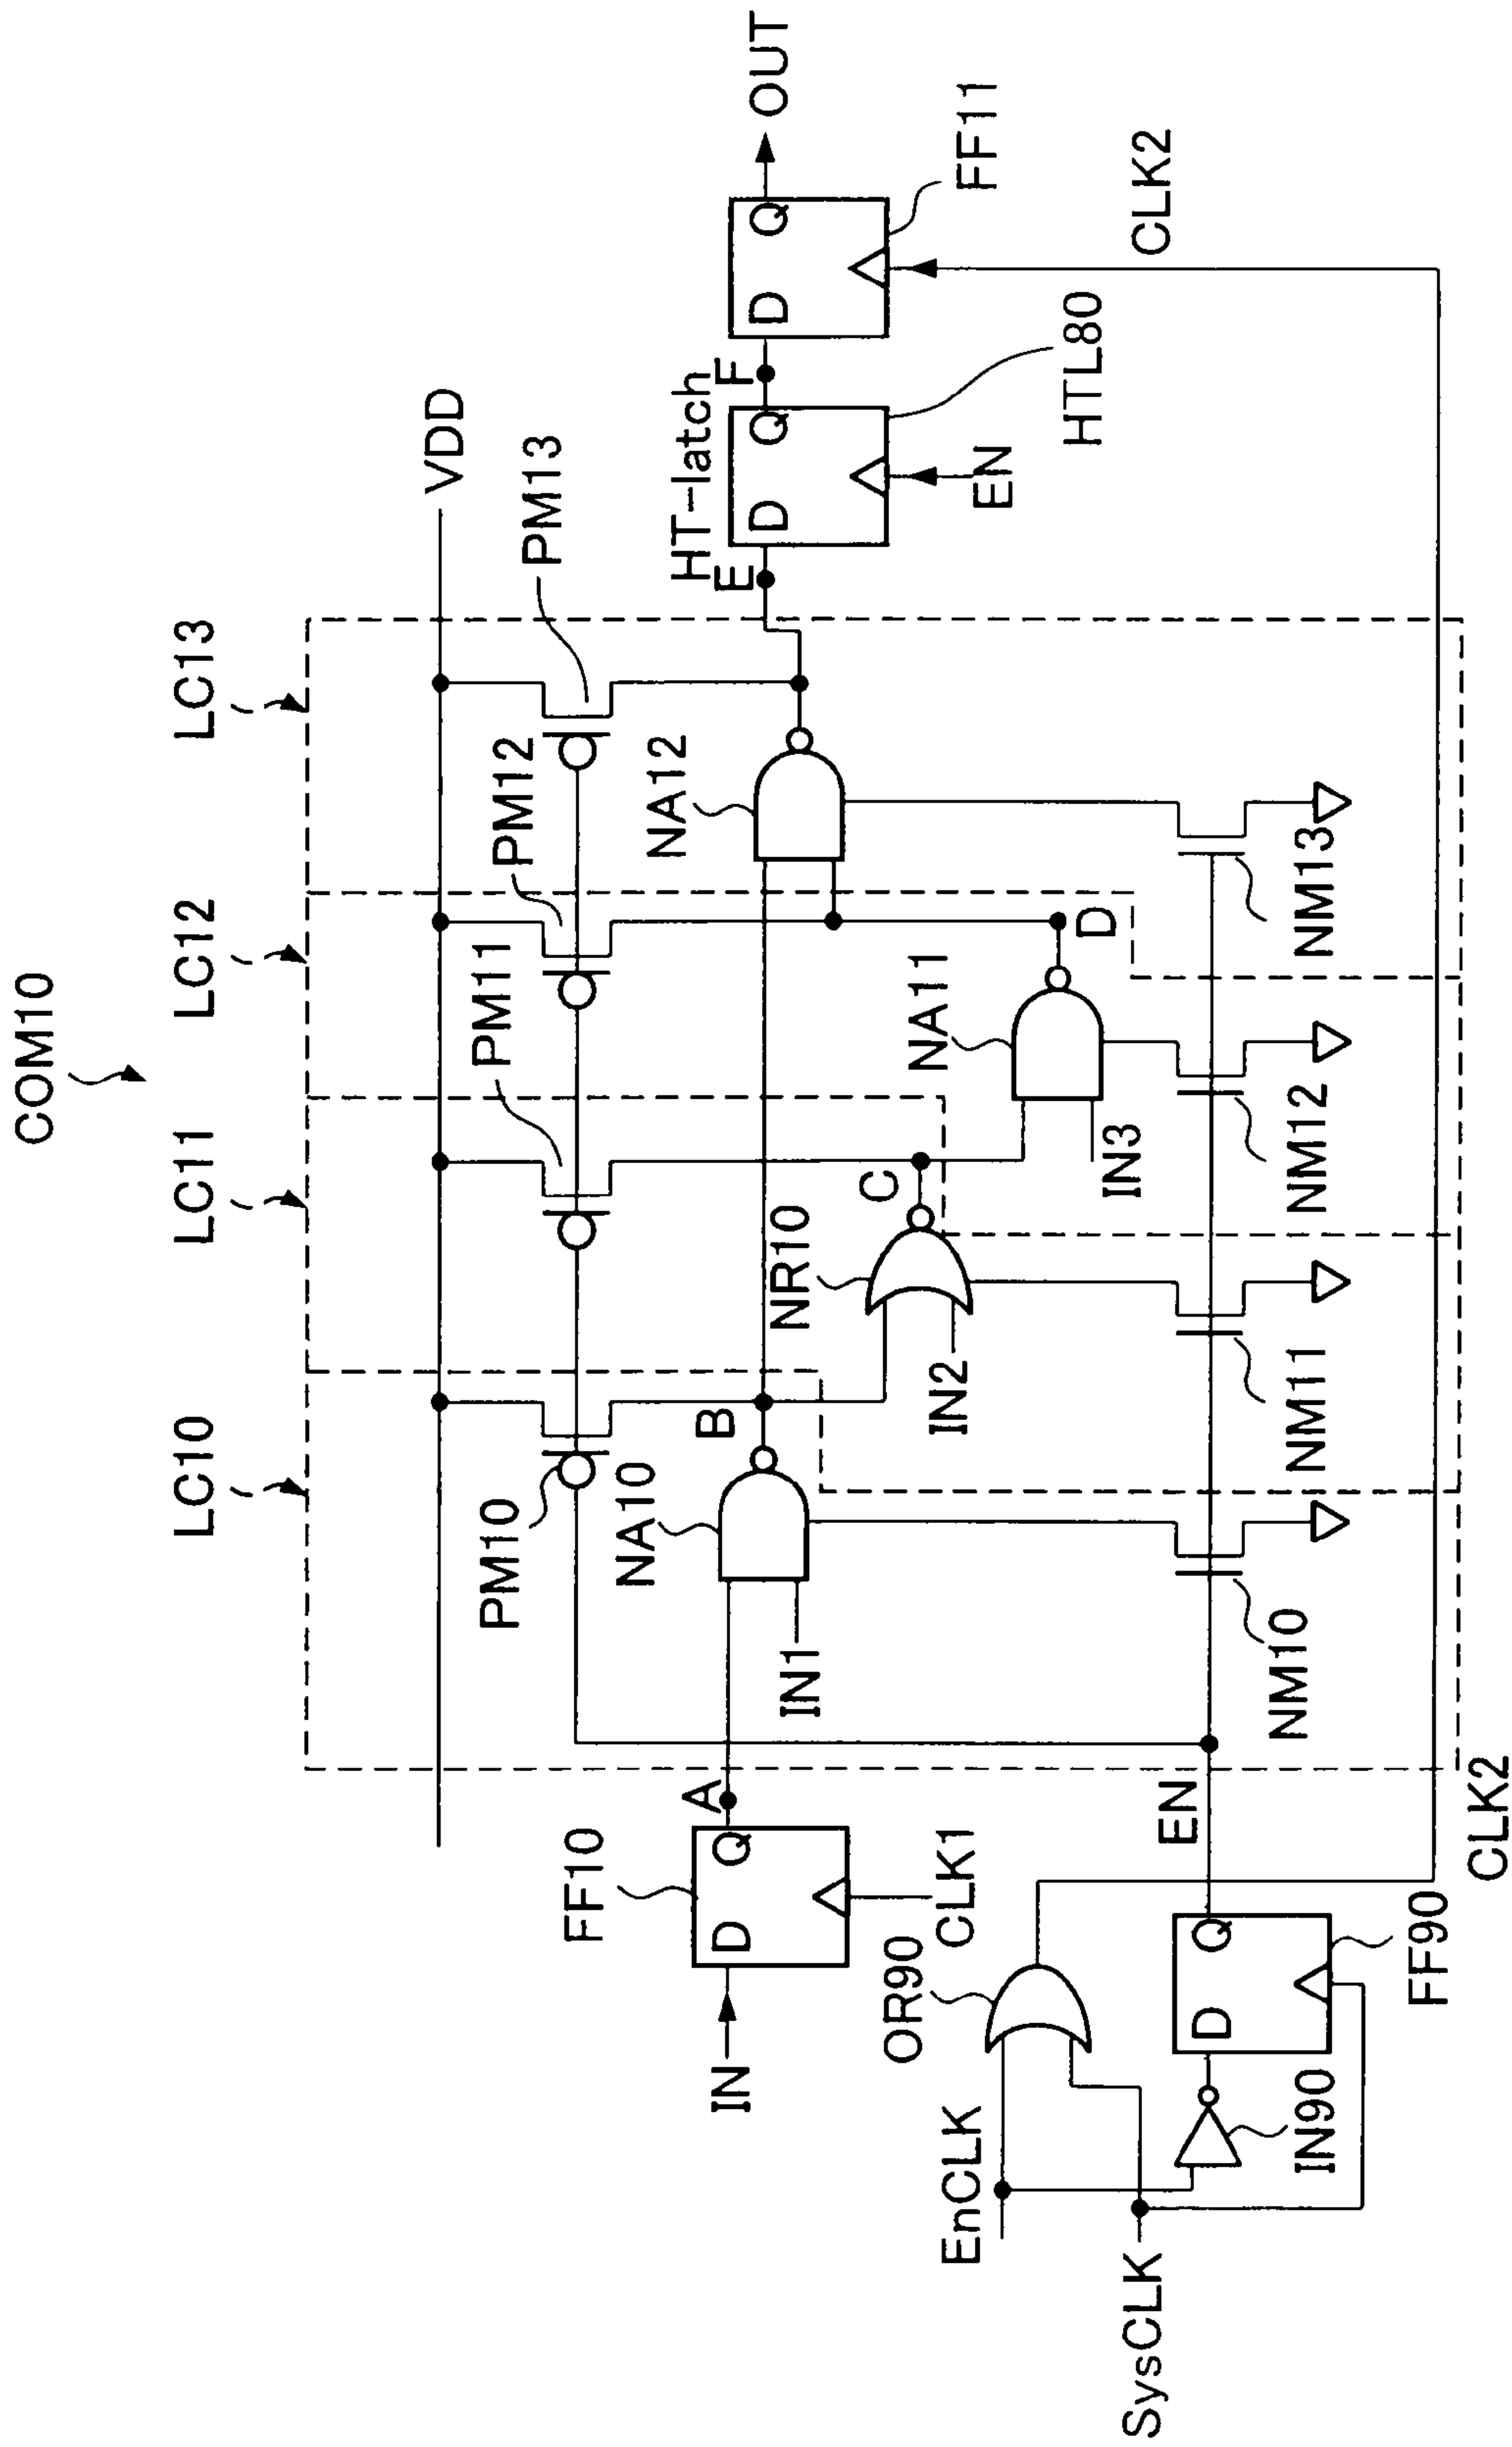 COM10
LC10
LC11
LC12
LC13
VDD
PM10
PM11
PM12
PM13
HT-latch
IN
FF10
D
Q
CLK1
A
IN1
NA10
B
IN2
NR10
C
IN3
NA11
D
NA12
E
D
Q
EN
HTL80
F
D
Q
FF11
OUT
CLK2
EnCLK
SysCLK
OR90
IN90
D
Q
FF90
EN
CLK2
NM10
NM11
NM12
NM13